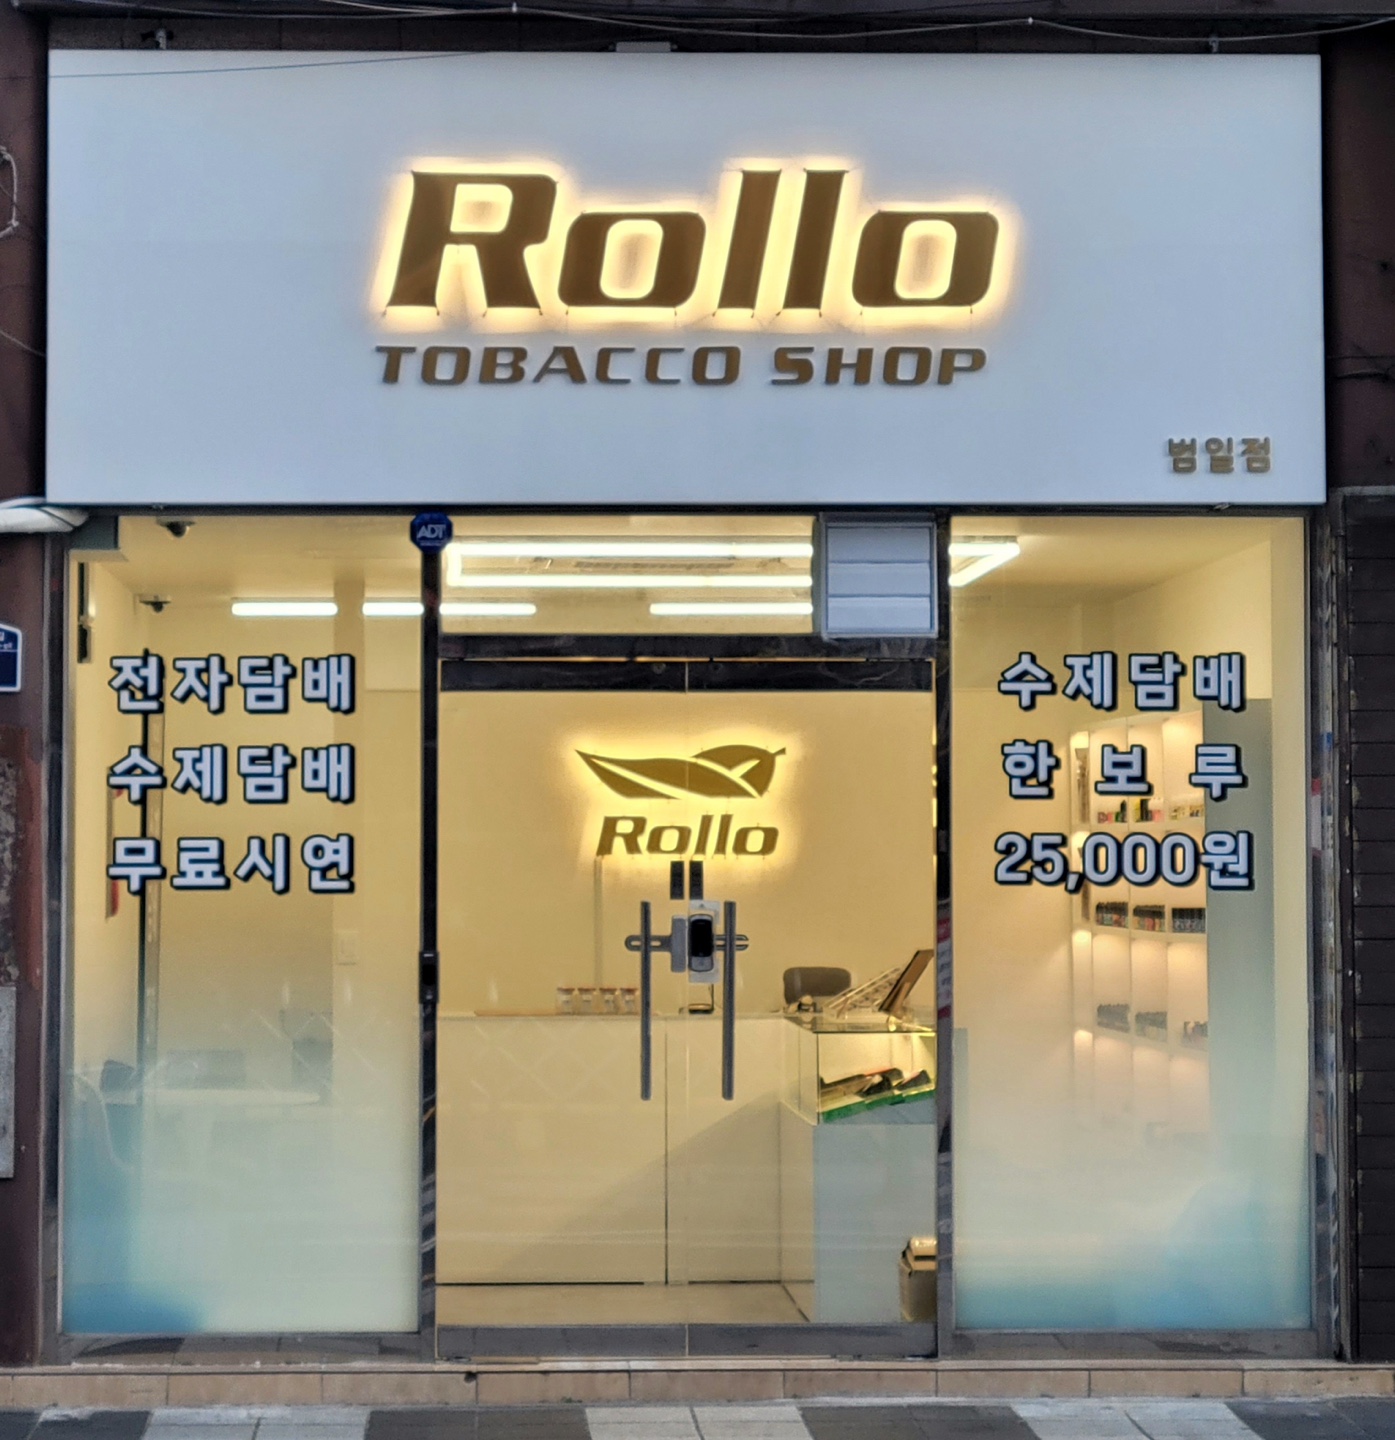 Rollo
TOBACCO SHOP
범일점
ADT
전자담배
수제담배
무료시연
Rollo
수제담배
한 보 루
25,000원